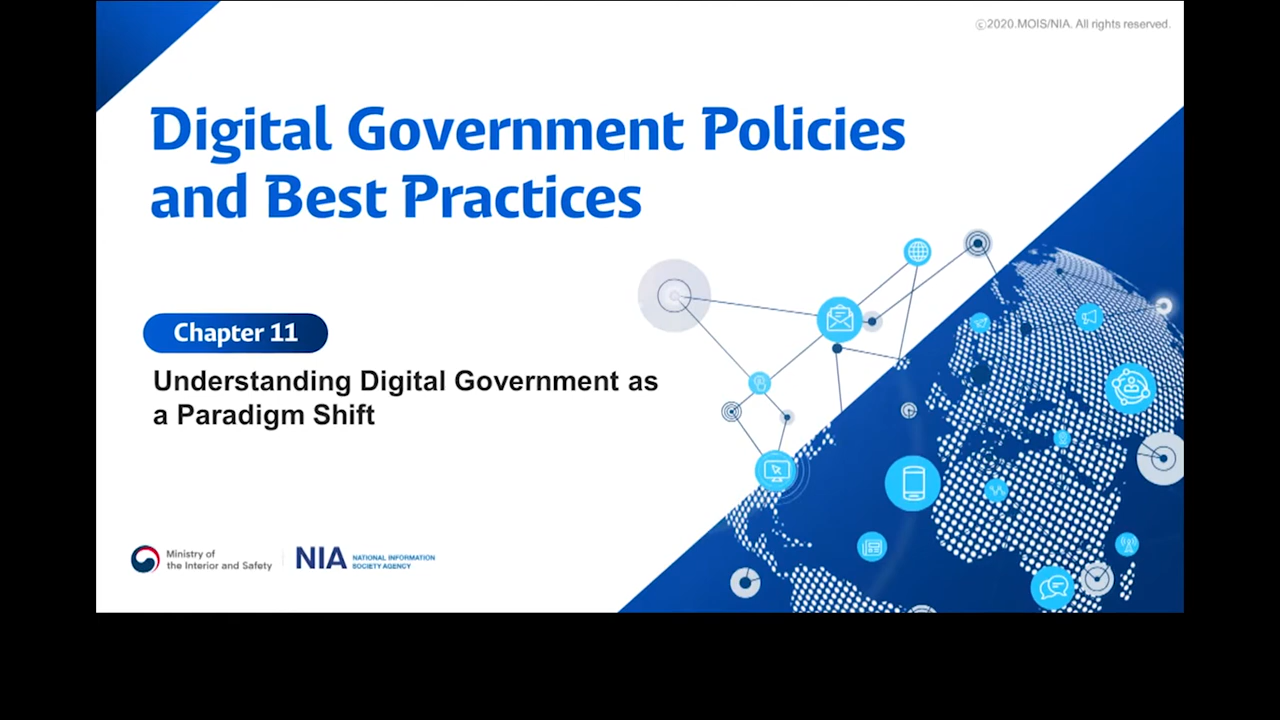 ⓒ2020.MOIS/NIA. All rights reserved.
Digital Government Policies
and Best Practices
Chapter 11
Understanding Digital Government as
a Paradigm Shift
Ministry of
the Interior and Safety
NIA
NATIONAL INFORMATION
SOCIETY AGENCY